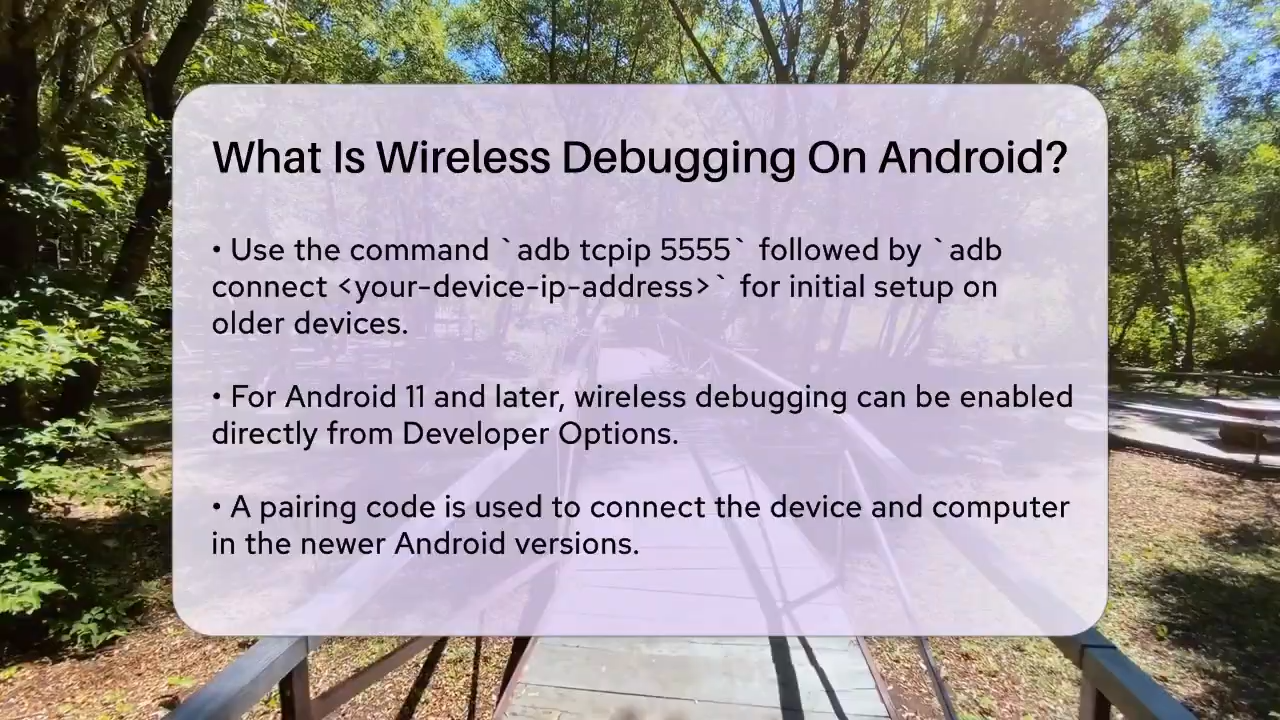 What Is Wireless Debugging On Android?
• Use the command `adb tcpip 5555` followed by `adb
connect <your-device-ip-address>` for initial setup on
older devices.
• For Android 11 and later, wireless debugging can be enabled
directly from Developer Options.
• A pairing code is used to connect the device and computer
in the newer Android versions.